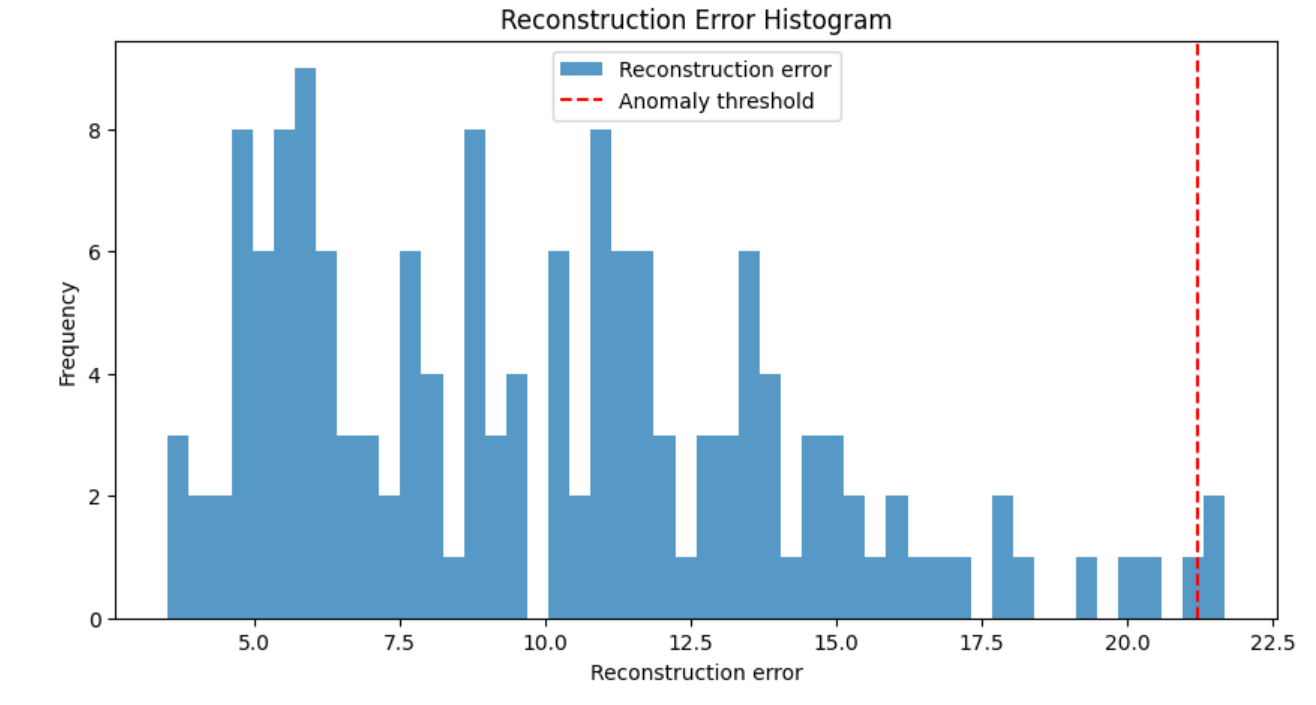 Reconstruction Error Histogram
Reconstruction error
Anomaly threshold
Frequency
8
6
4
2
0
5.0 7.5 10.0 12.5 15.0 17.5 20.0 22.5
Reconstruction error